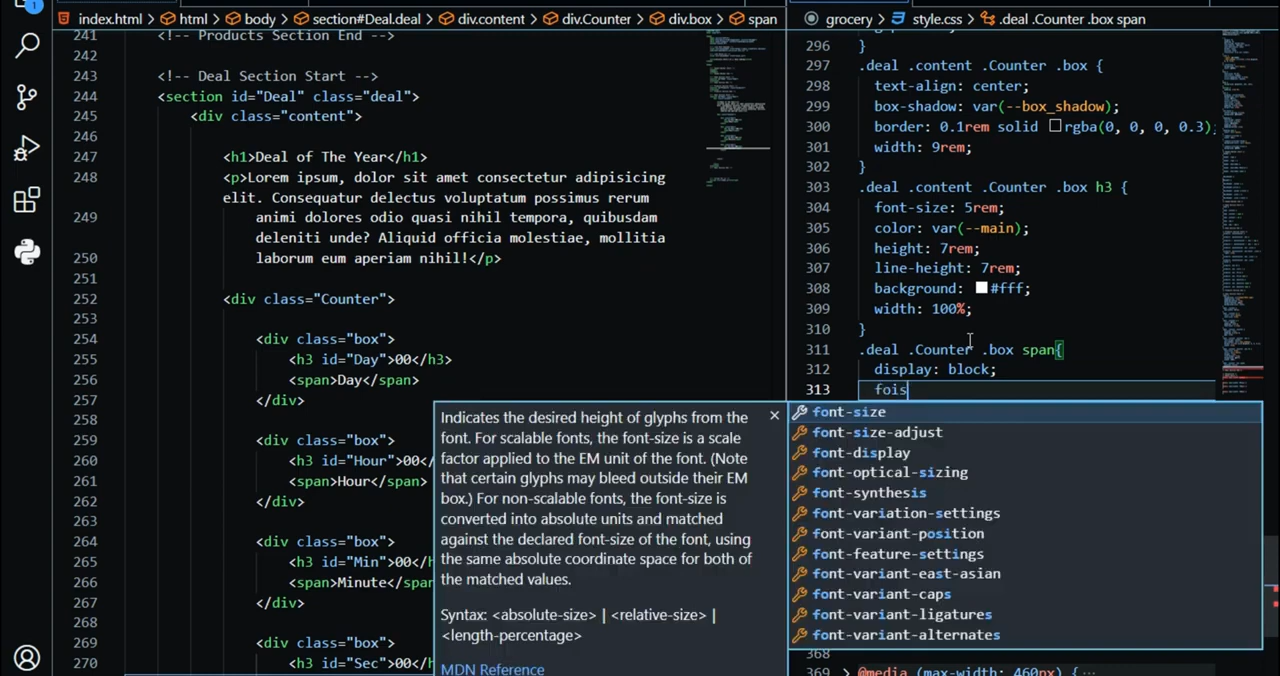 1
index.html > html > body > section#Deal.deal > div.content > div.Counter > div.box > span
241 <!-- Products Section End -->
242
243 <!-- Deal Section Start -->
244 <section id="Deal" class="deal">
245 <div class="content">
246
247 <h1>Deal of The Year</h1>
248 <p>Lorem ipsum, dolor sit amet consectetur adipisicing
elit. Consequatur delectus voluptatum possimus rerum
249 animi dolores odio quasi nihil tempora, quibusdam
deleniti unde? Aliquid officia molestiae, mollitia
250 laborum eum aperiam nihil!</p>
251
252 <div class="Counter">
253
254 <div class="box">
255 <h3 id="Day">00</h3>
256 <span>Day</span>
257 </div>
258
259 <div class="box">
260 <h3 id="Hour">00</h
261 <span>Hour</span>
262 </div>
263
264 <div class="box">
265 <h3 id="Min">00</h
266 <span>Minute</span
267 </div>
268
269 <div class="box">
270 <h3 id="Sec">00</h
grocery > style.css > .deal .Counter .box span
296 }
297 .deal .content .Counter .box {
298 text-align: center;
299 box-shadow: var(--box_shadow);
300 border: 0.1rem solid rgba(0, 0, 0, 0.3);
301 width: 9rem;
302 }
303 .deal .content .Counter .box h3 {
304 font-size: 5rem;
305 color: var(--main);
306 height: 7rem;
307 line-height: 7rem;
308 background: #fff;
309 width: 100%;
310 }
311 .deal .Counter .box span{
312 display: block;
313 fois
Indicates the desired height of glyphs from the
font. For scalable fonts, the font-size is a scale
factor applied to the EM unit of the font. (Note
that certain glyphs may bleed outside their EM
box.) For non-scalable fonts, the font-size is
converted into absolute units and matched
against the declared font-size of the font, using
the same absolute coordinate space for both of
the matched values.
Syntax: <absolute-size> | <relative-size> |
<length-percentage>
MDN Reference
font-size
font-size-adjust
font-display
font-optical-sizing
font-synthesis
font-variation-settings
font-variant-position
font-feature-settings
font-variant-east-asian
font-variant-caps
font-variant-ligatures
font-variant-alternates
368
369 > @media (max-width: 460px) { ...